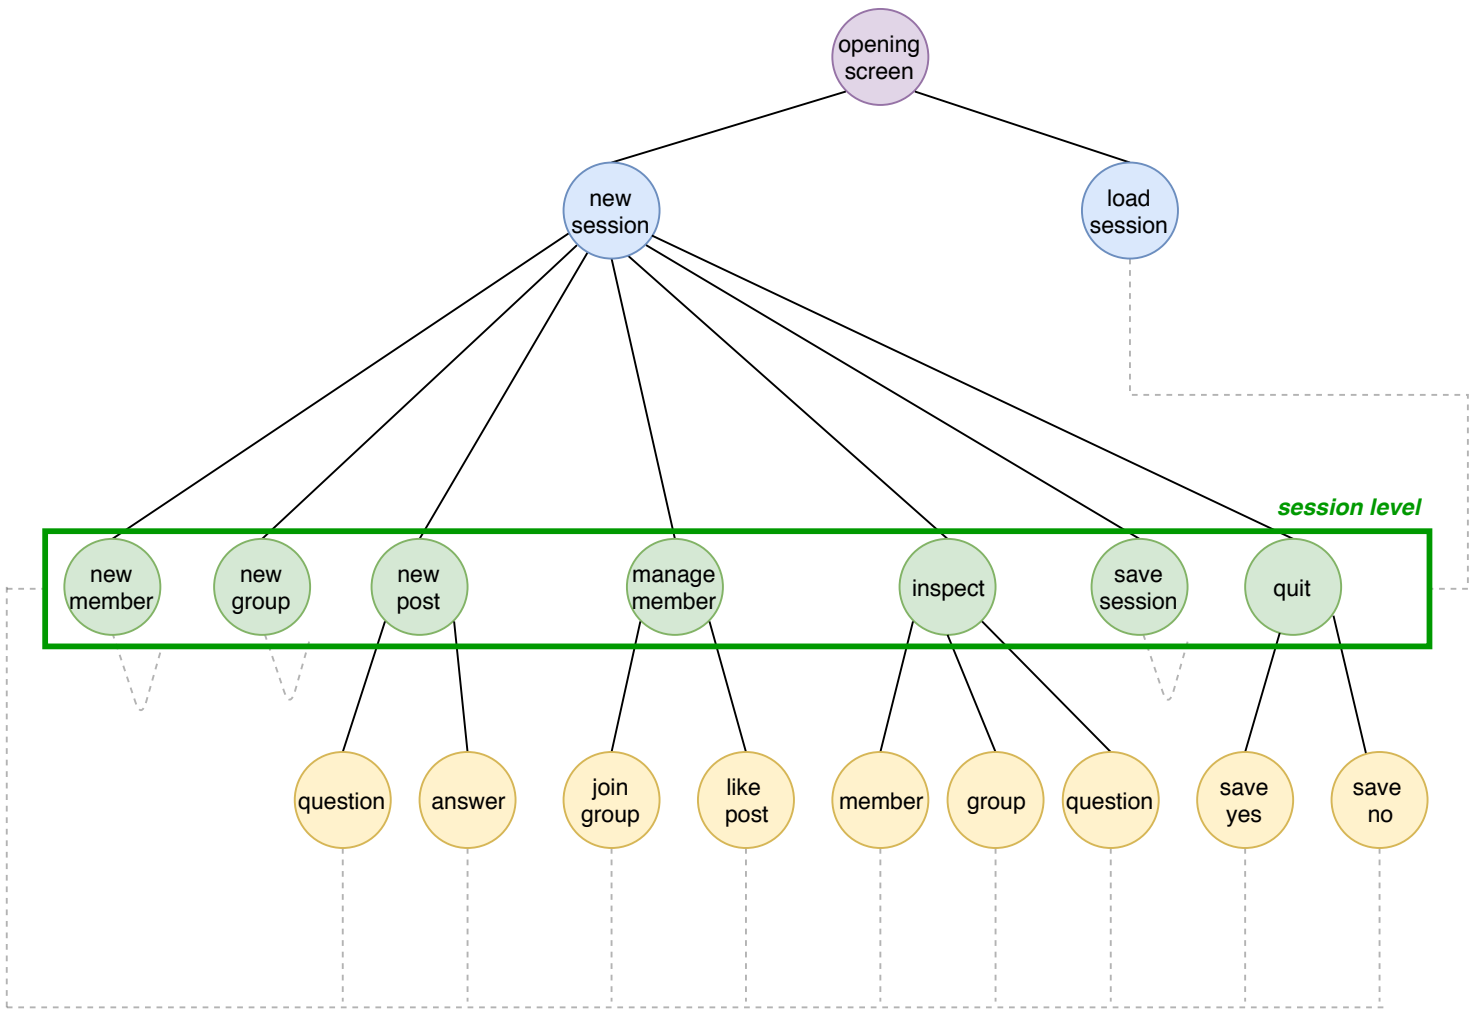 opening
screen
new
session
load
session
session level
new
member
new
group
new
post
manage
member
inspect
save
session
quit
question
answer
join
group
like
post
member
group
question
save
yes
save
no